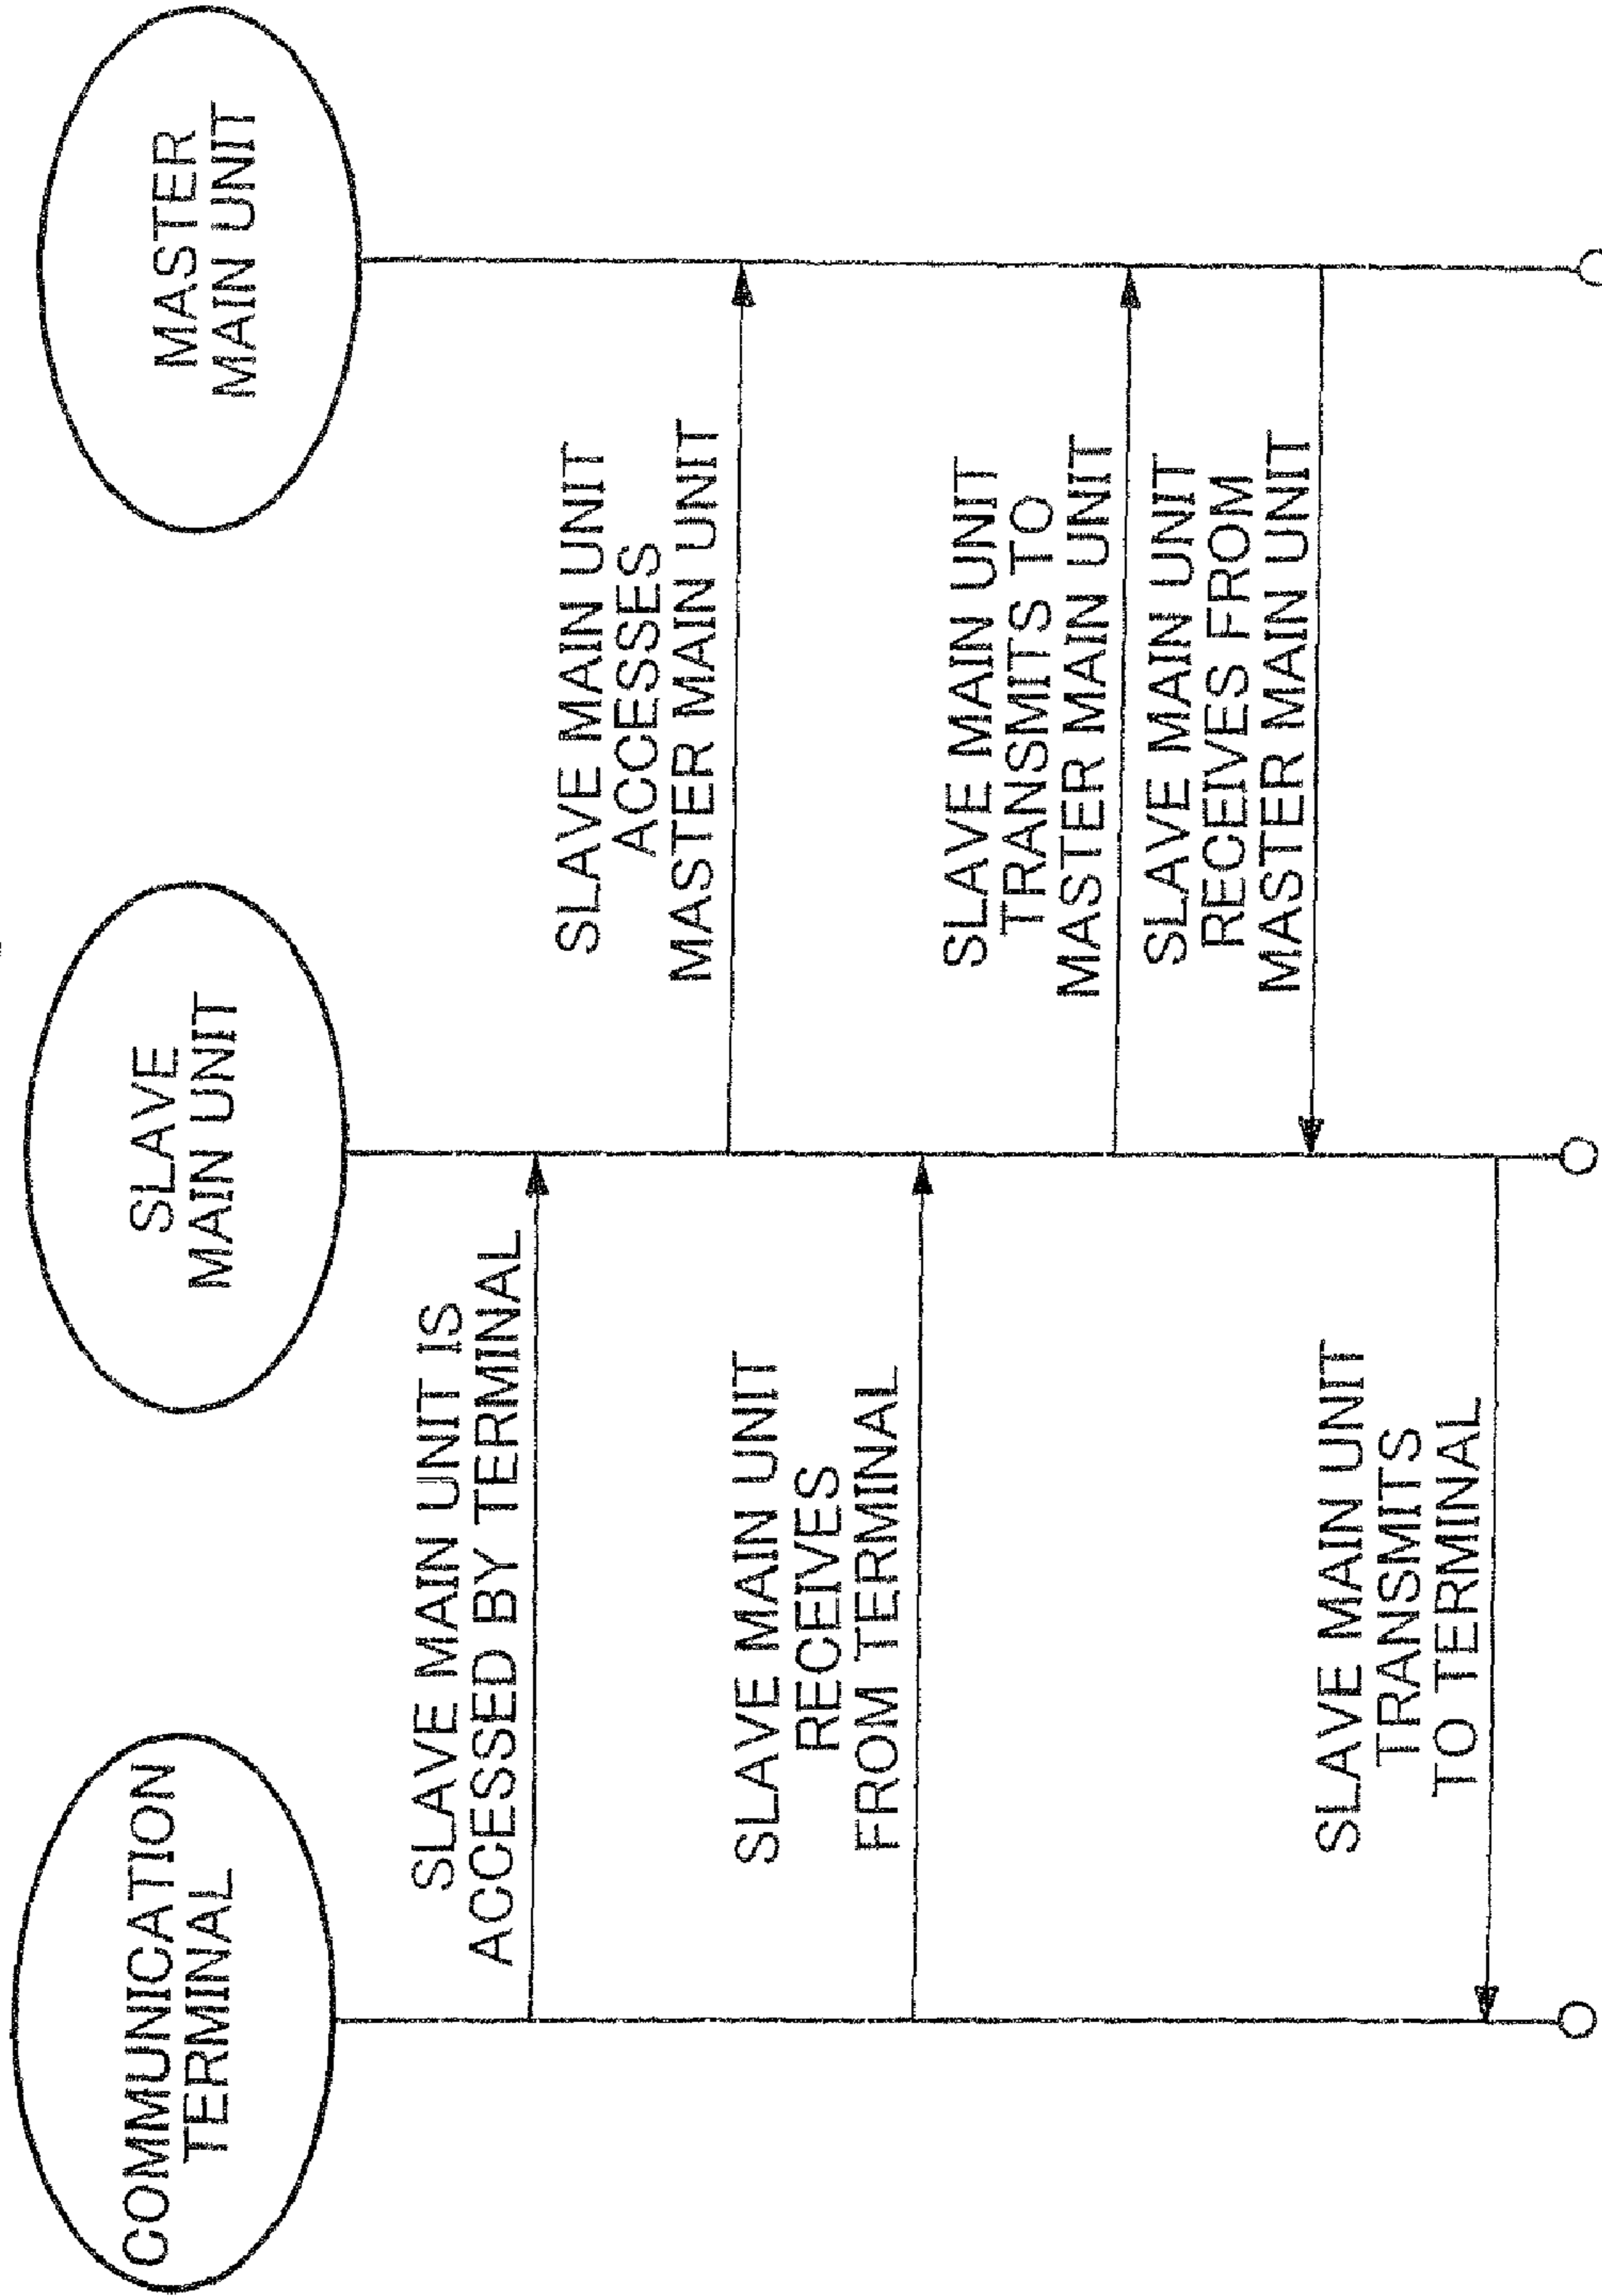 COMMUNICATION
TERMINAL
SLAVE
MAIN UNIT
MASTER
MAIN UNIT
SLAVE MAIN UNIT IS
ACCESSED BY TERMINAL
SLAVE MAIN UNIT
ACCESSES
MASTER MAIN UNIT
SLAVE MAIN UNIT
RECEIVES
FROM TERMINAL
SLAVE MAIN UNIT
TRANSMITS TO
MASTER MAIN UNIT
SLAVE MAIN UNIT
RECEIVES FROM
MASTER MAIN UNIT
SLAVE MAIN UNIT
TRANSMITS
TO TERMINAL